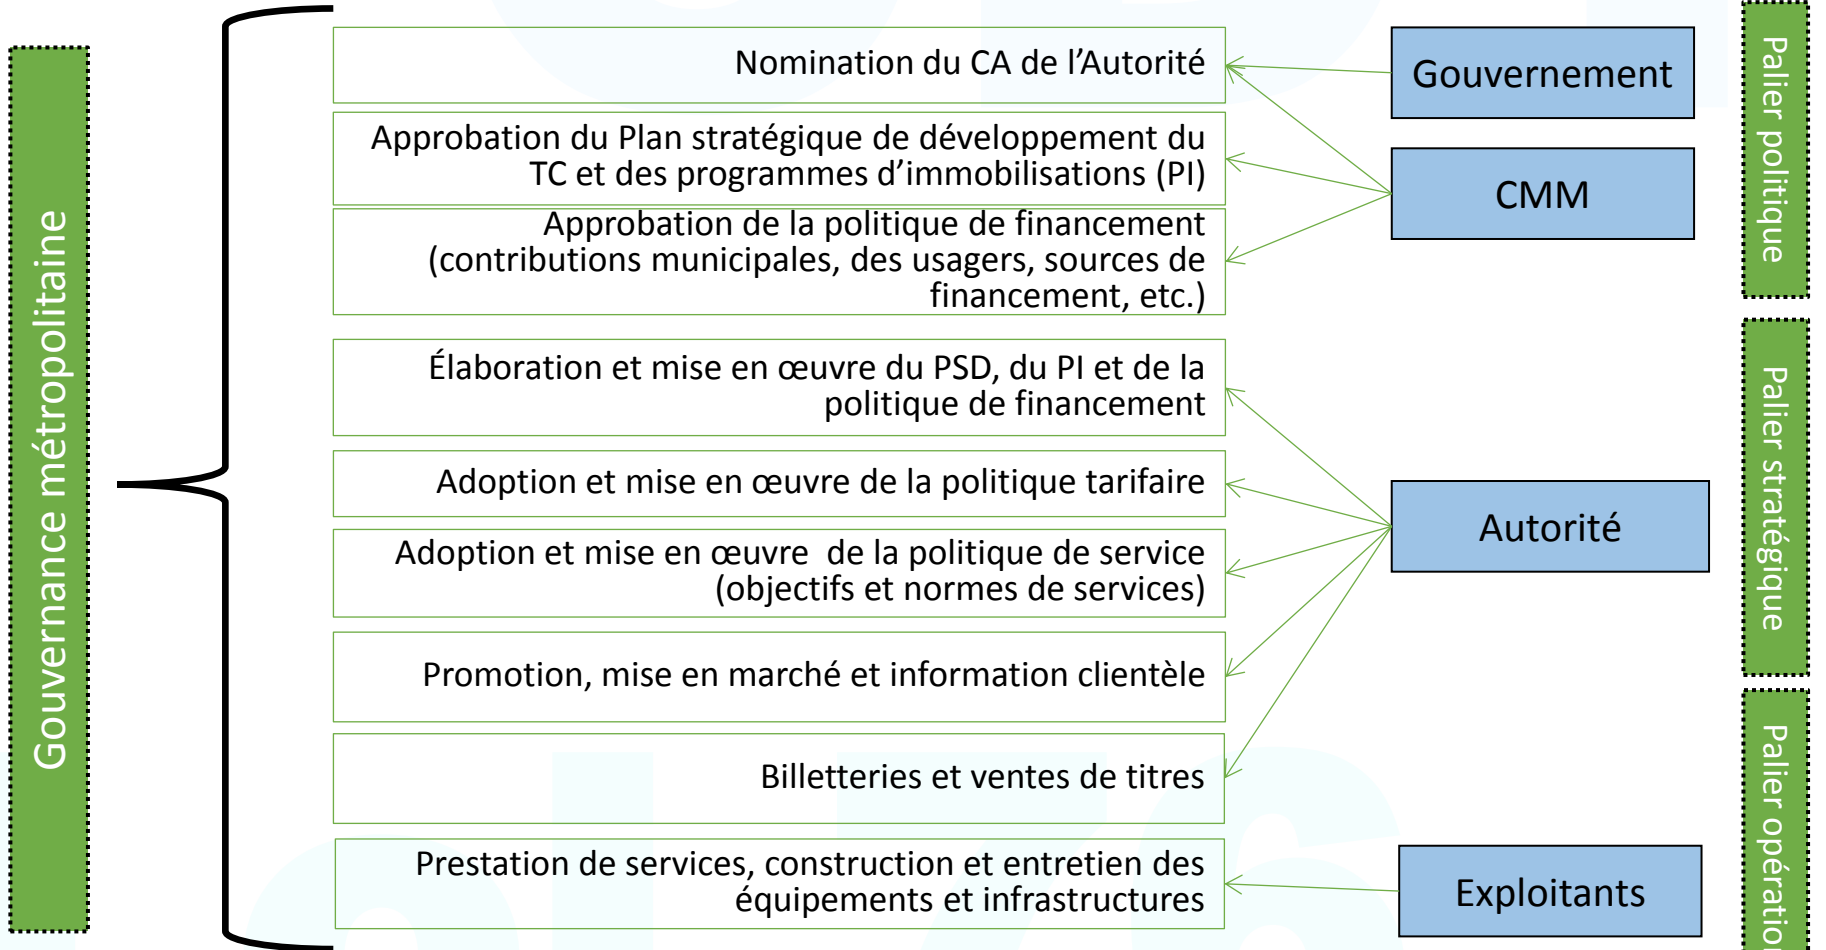 Gouvernance métropolitaine
Nomination du CA de l’Autorité
Approbation du Plan stratégique de développement du
TC et des programmes d’immobilisations (PI)
Approbation de la politique de financement
(contributions municipales, des usagers, sources de
financement, etc.)
Élaboration et mise en œuvre du PSD, du PI et de la
politique de financement
Adoption et mise en œuvre de la politique tarifaire
Adoption et mise en œuvre  de la politique de service
(objectifs et normes de services)
Promotion, mise en marché et information clientèle
Billetteries et ventes de titres
Prestation de services, construction et entretien des
équipements et infrastructures
Gouvernement
CMM
Autorité
Exploitants
Palier politique
Palier stratégique
Palier